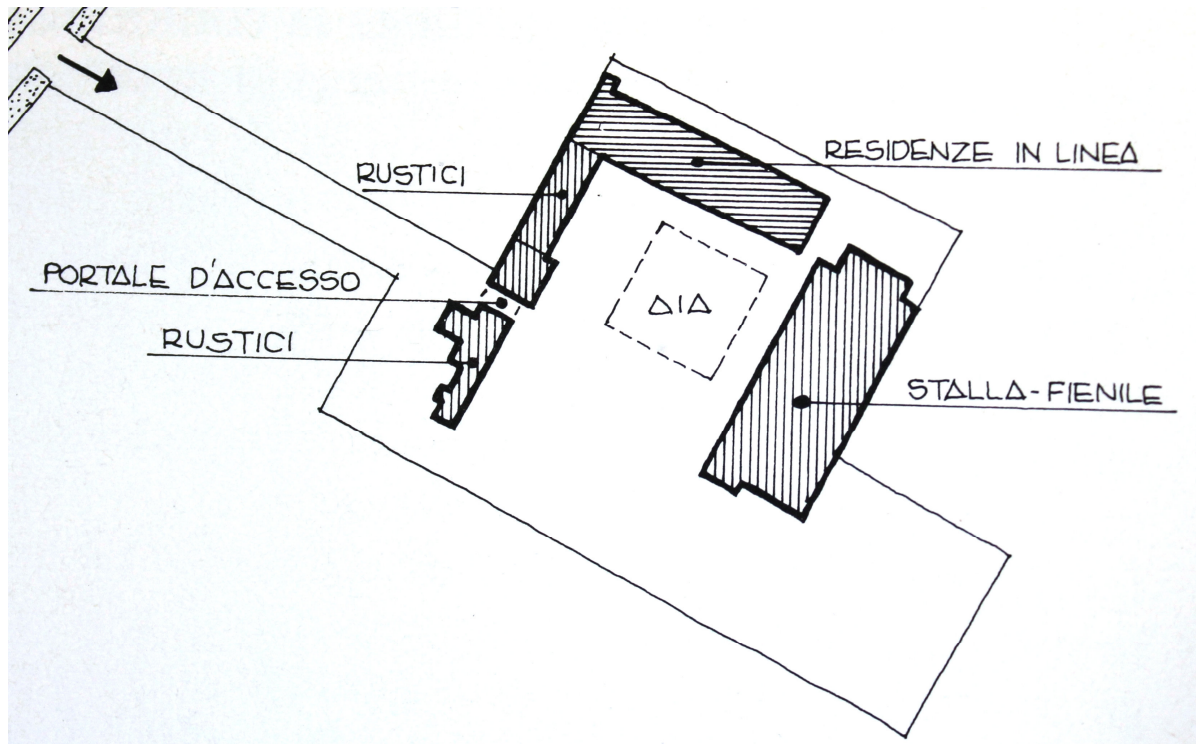 RESIDENZE IN LINEA
RUSTICI
PORTALE D'ACCESSO
AIA
RUSTICI
STALLA-FIENILE